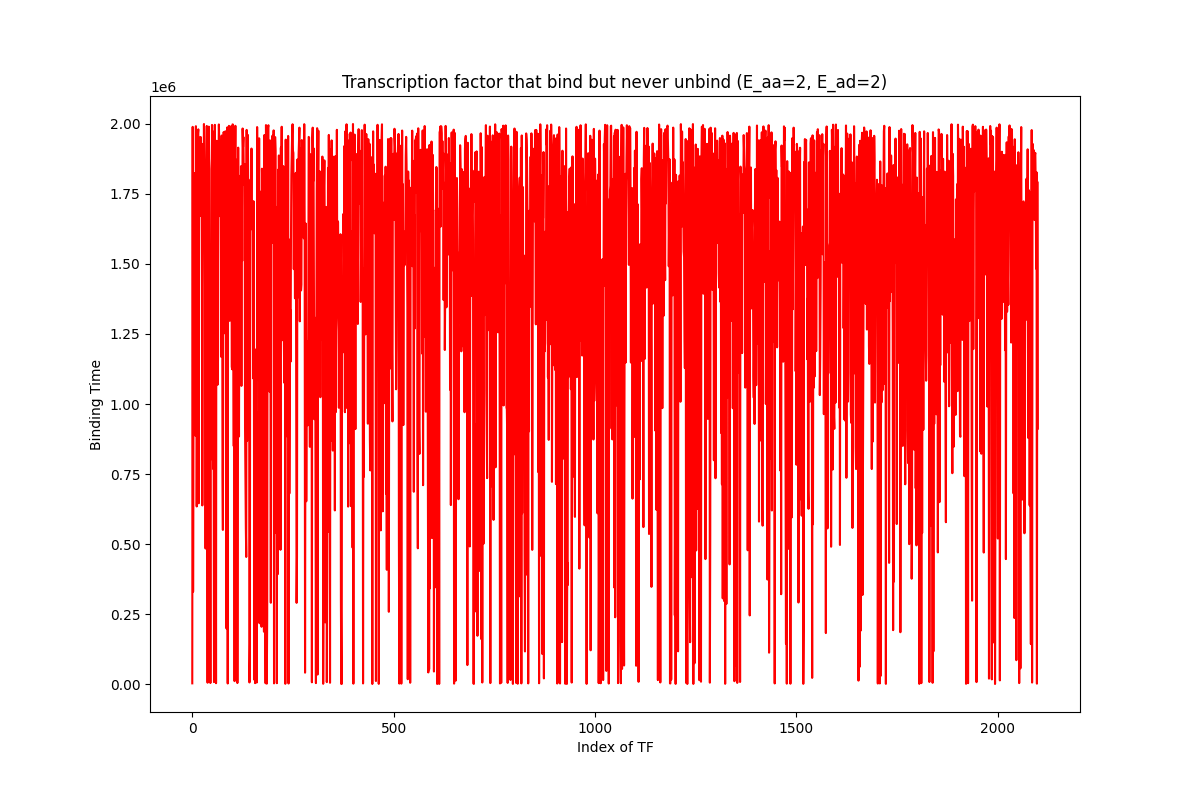 Transcription factor that bind but never unbind (E_aa=2, E_ad=2)
1e6
2.00
1.75
1.50
1.25
1.00
0.75
0.50
0.25
0.00
Binding Time
0 500 1000 1500 2000
Index of TF